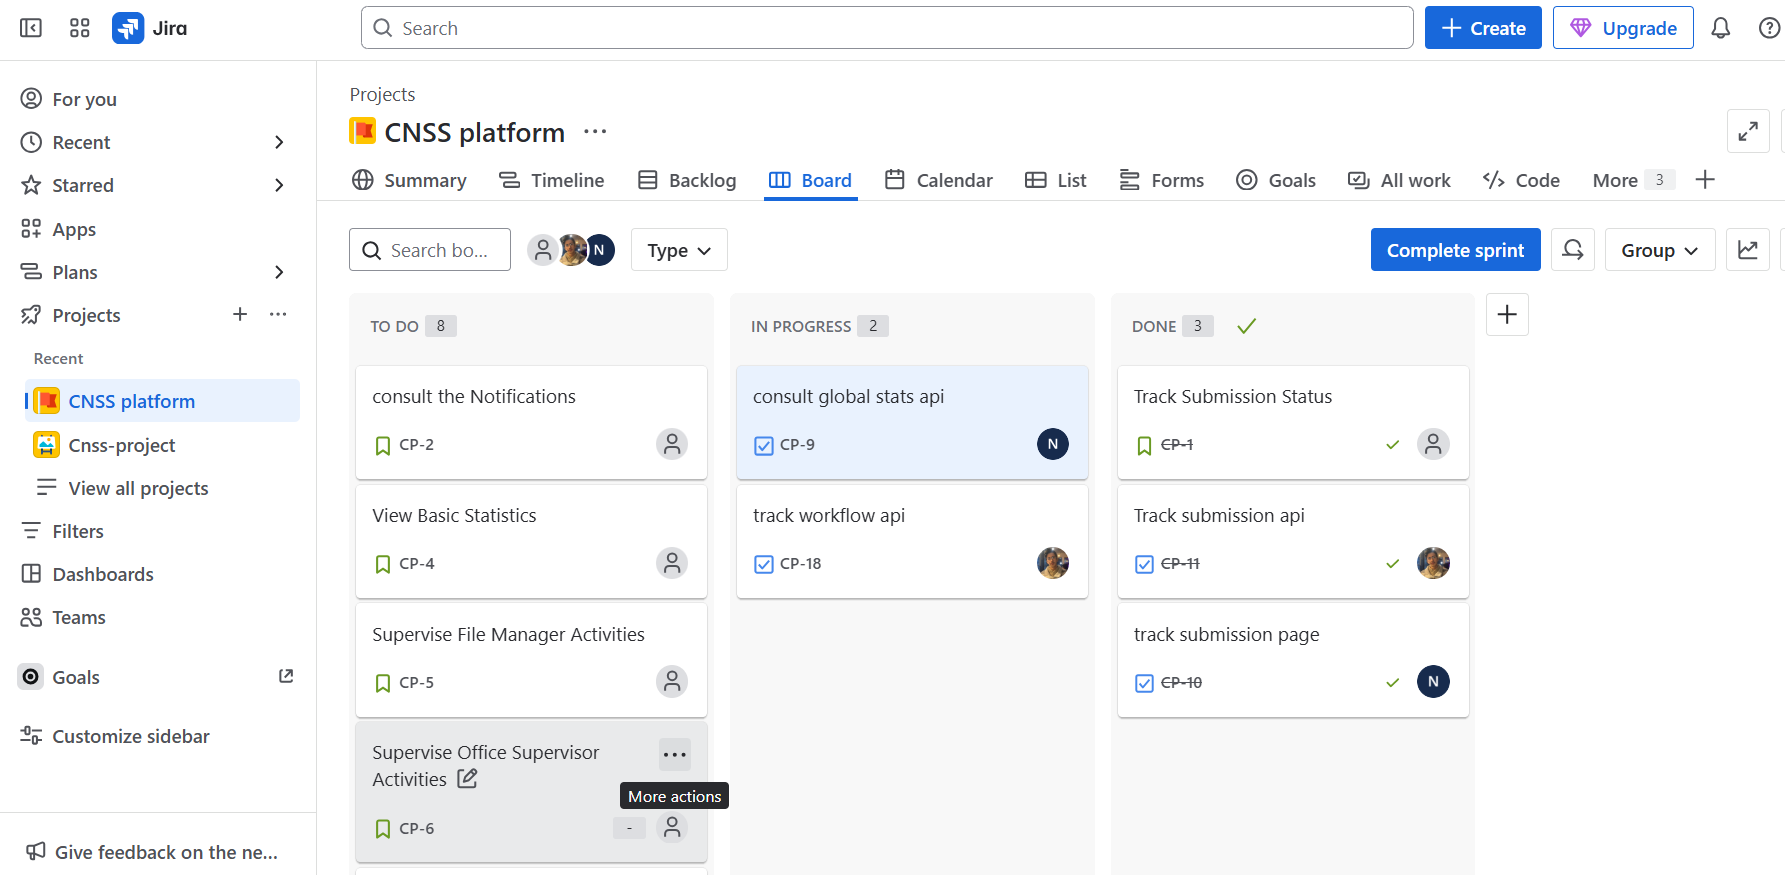 Jira
Search
Create
Upgrade
For you
Recent
Starred
Apps
Plans
Projects
Recent
CNSS platform
Cnss-project
View all projects
Filters
Dashboards
Teams
Goals
Customize sidebar
Give feedback on the ne...
Projects
CNSS platform
Summary
Timeline
Backlog
Board
Calendar
List
Forms
Goals
All work
Code
More 3
Search bo...
N
Type
Complete sprint
Group
TO DO 8
consult the Notifications
CP-2
View Basic Statistics
CP-4
Supervise File Manager Activities
CP-5
Supervise Office Supervisor
Activities
More actions
CP-6
-
IN PROGRESS 2
consult global stats api
CP-9
N
track workflow api
CP-18
DONE 3
Track Submission Status
CP-1
Track submission api
CP-11
track submission page
CP-10
N